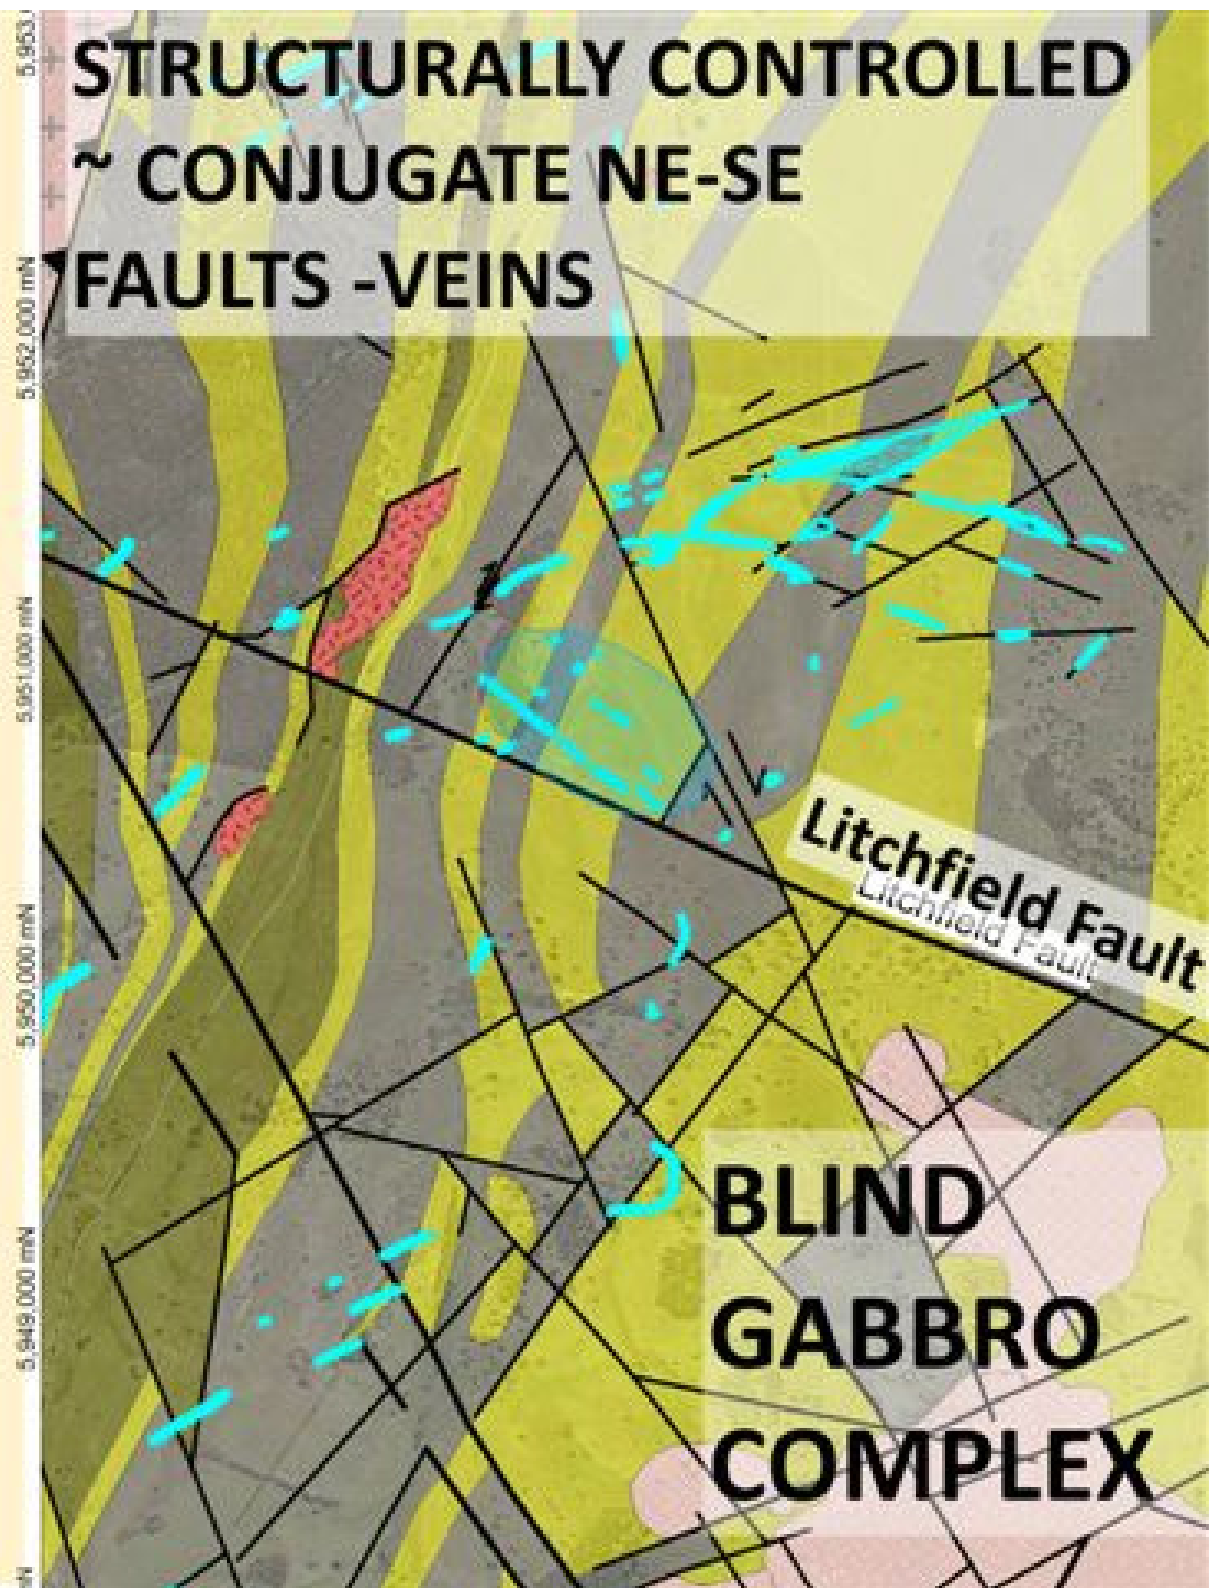 STRUCTURALLY CONTROLLED
~ CONJUGATE NE-SE
FAULTS -VEINS
5,952,000 mN
5,951,000 mN
Litchfield Fault
Litchfield Fault
5,950,000 mN
BLIND
GABBRO
COMPLEX
5,949,000 mN